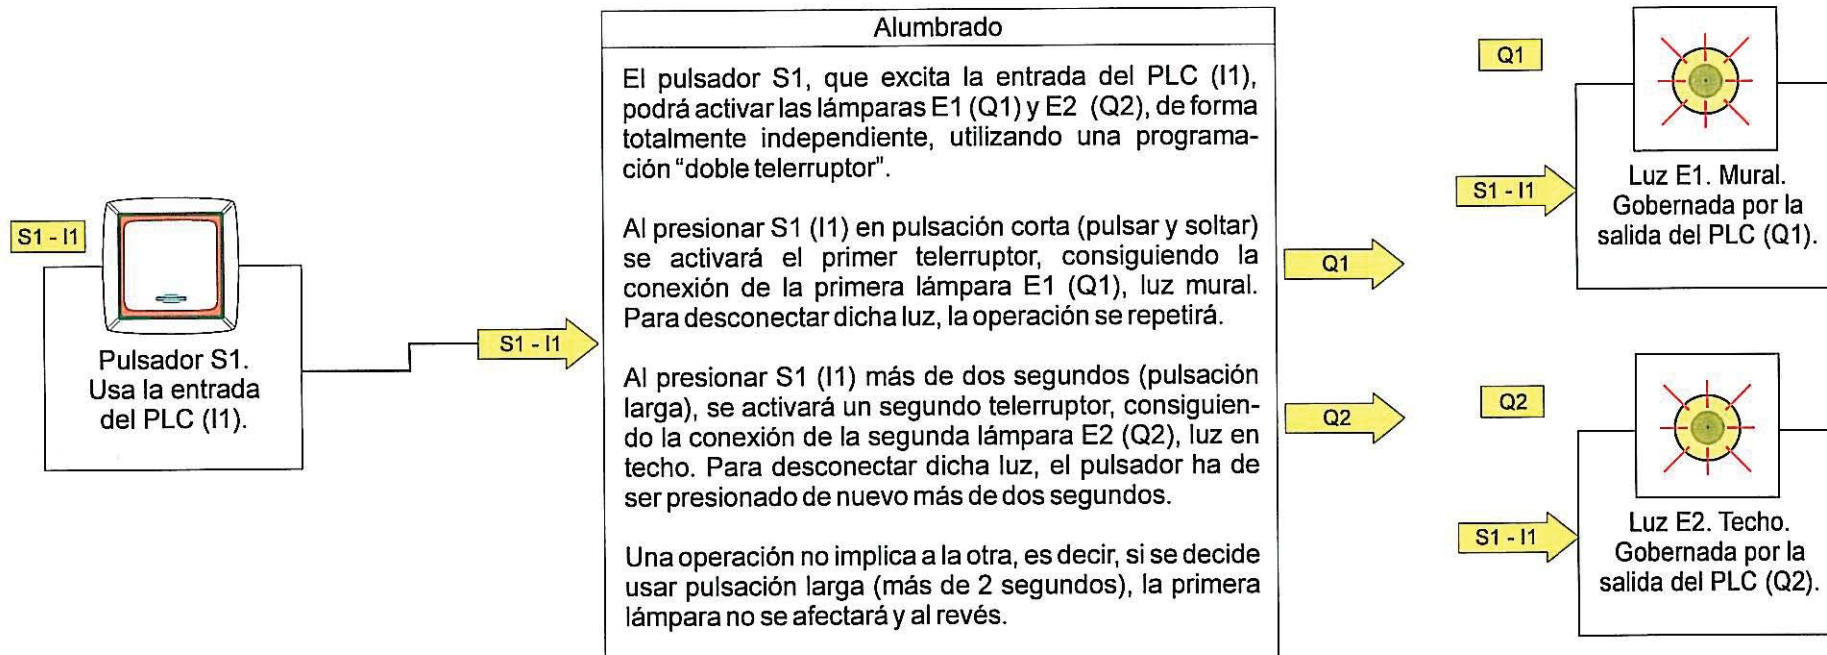 S1 - I1
Pulsador S1.
Usa la entrada
del PLC (I1).
S1 - I1
Alumbrado
El pulsador S1, que excita la entrada del PLC (I1),
podrá activar las lámparas E1 (Q1) y E2 (Q2), de forma
totalmente independiente, utilizando una programa-
ción “doble telerruptor".
Al presionar S1 (I1) en pulsación corta (pulsar y soltar)
se activará el primer telerruptor, consiguiendo la
conexión de la primera lámpara E1 (Q1), luz mural.
Para desconectar dicha luz, la operación se repetirá.
Al presionar S1 (I1) más de dos segundos (pulsación
larga), se activará un segundo telerruptor, consiguien-
do la conexión de la segunda lámpara E2 (Q2), luz en
techo. Para desconectar dicha luz, el pulsador ha de
ser presionado de nuevo más de dos segundos.
Una operación no implica a la otra, es decir, si se decide
usar pulsación larga (más de 2 segundos), la primera
lámpara no se afectará y al revés.
Q1
Q2
Q1
S1 - I1
Luz E1. Mural.
Gobernada por la
salida del PLC (Q1).
Q2
S1 - I1
Luz E2. Techo.
Gobernada por la
salida del PLC (Q2).